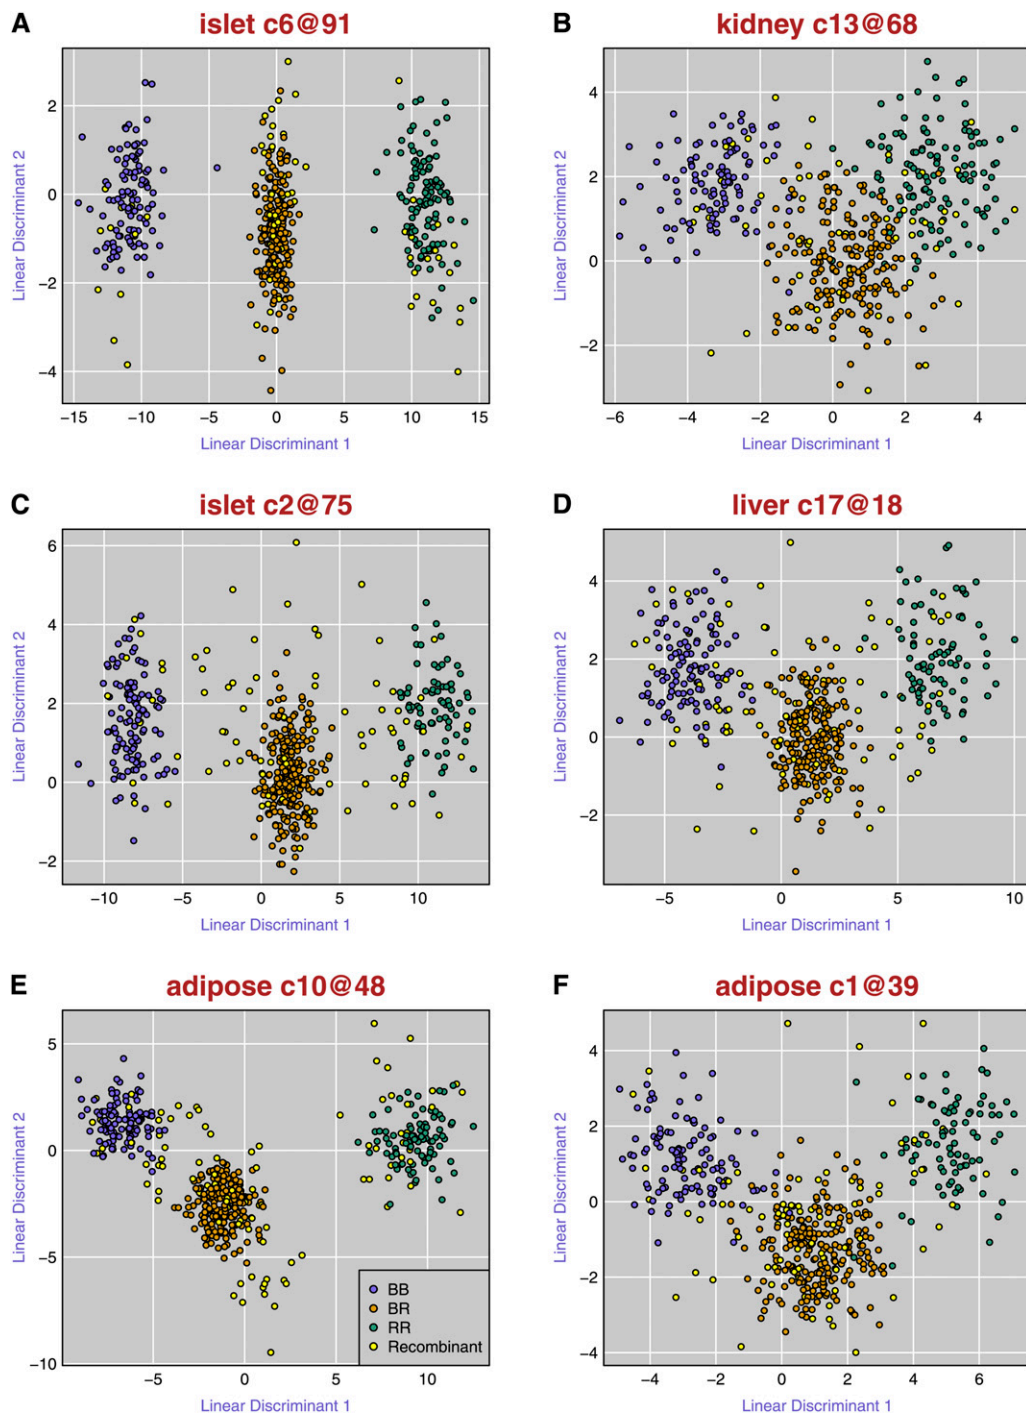 A islet c6@91
Linear Discriminant 2
2
0
−2
−4
−15 −10 −5 0 5 10 15
Linear Discriminant 1
B kidney c13@68
Linear Discriminant 2
4
2
0
−2
−6 −4 −2 0 2 4
Linear Discriminant 1
C islet c2@75
Linear Discriminant 2
6
4
2
0
−2
−10 −5 0 5 10
Linear Discriminant 1
D liver c17@18
Linear Discriminant 2
4
2
0
−2
−5 0 5 10
Linear Discriminant 1
E adipose c10@48
Linear Discriminant 2
5
0
−5
−10
−5 0 5 10
Linear Discriminant 1
BB
BR
RR
Recombinant
F adipose c1@39
Linear Discriminant 2
4
2
0
−2
−4
−4 −2 0 2 4 6
Linear Discriminant 1